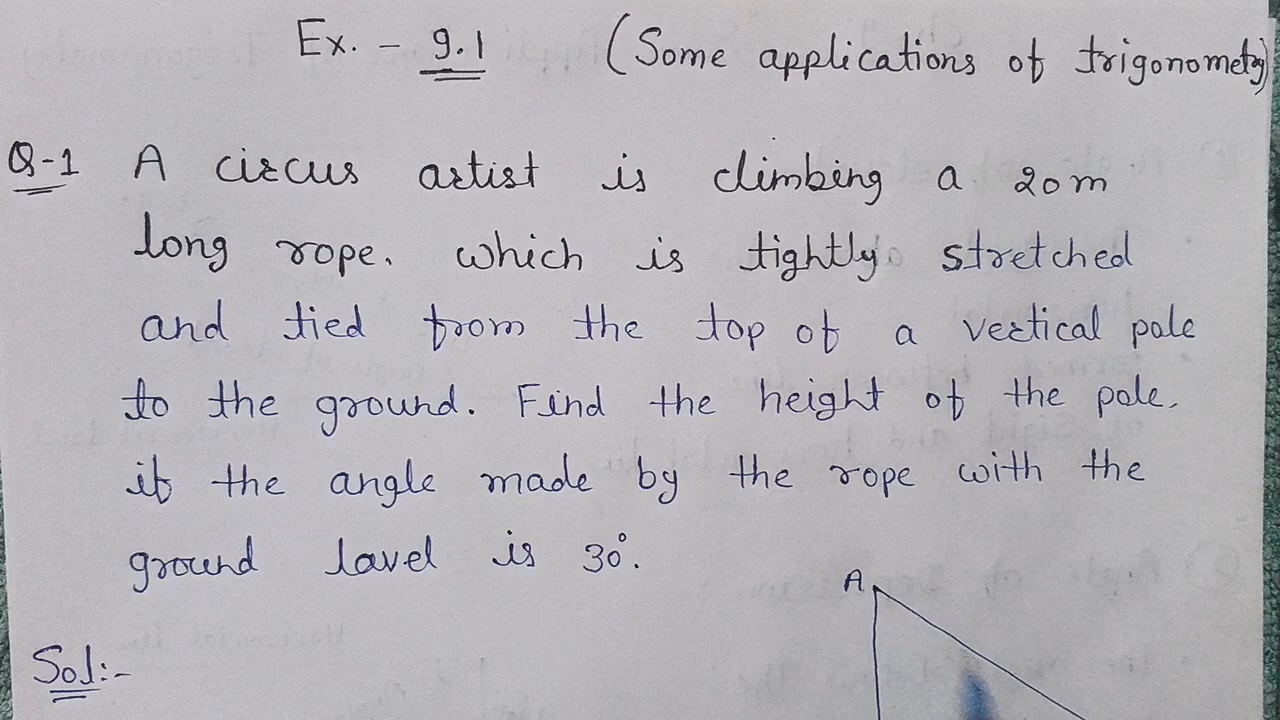 Ex. - 9.1 (Some applications of trigonometry)
Q-1 A circus artist is climbing a 20m
long rope. which is tightly stretched
and tied from the top of a vertical pole
to the ground. Find the height of the pole.
if the angle made by the rope with the
ground lavel is 30°.
A
Sol:-